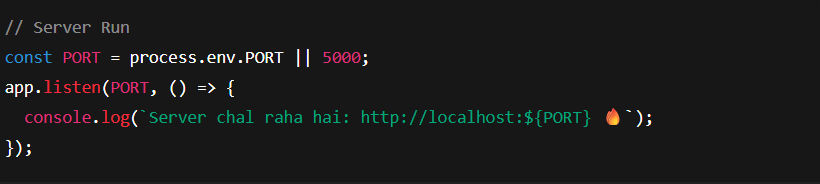 // Server Run
const PORT = process.env.PORT || 5000;
app.listen(PORT, () => {
  console.log(`Server chal raha hai: http://localhost:${PORT} 🔥`);
});